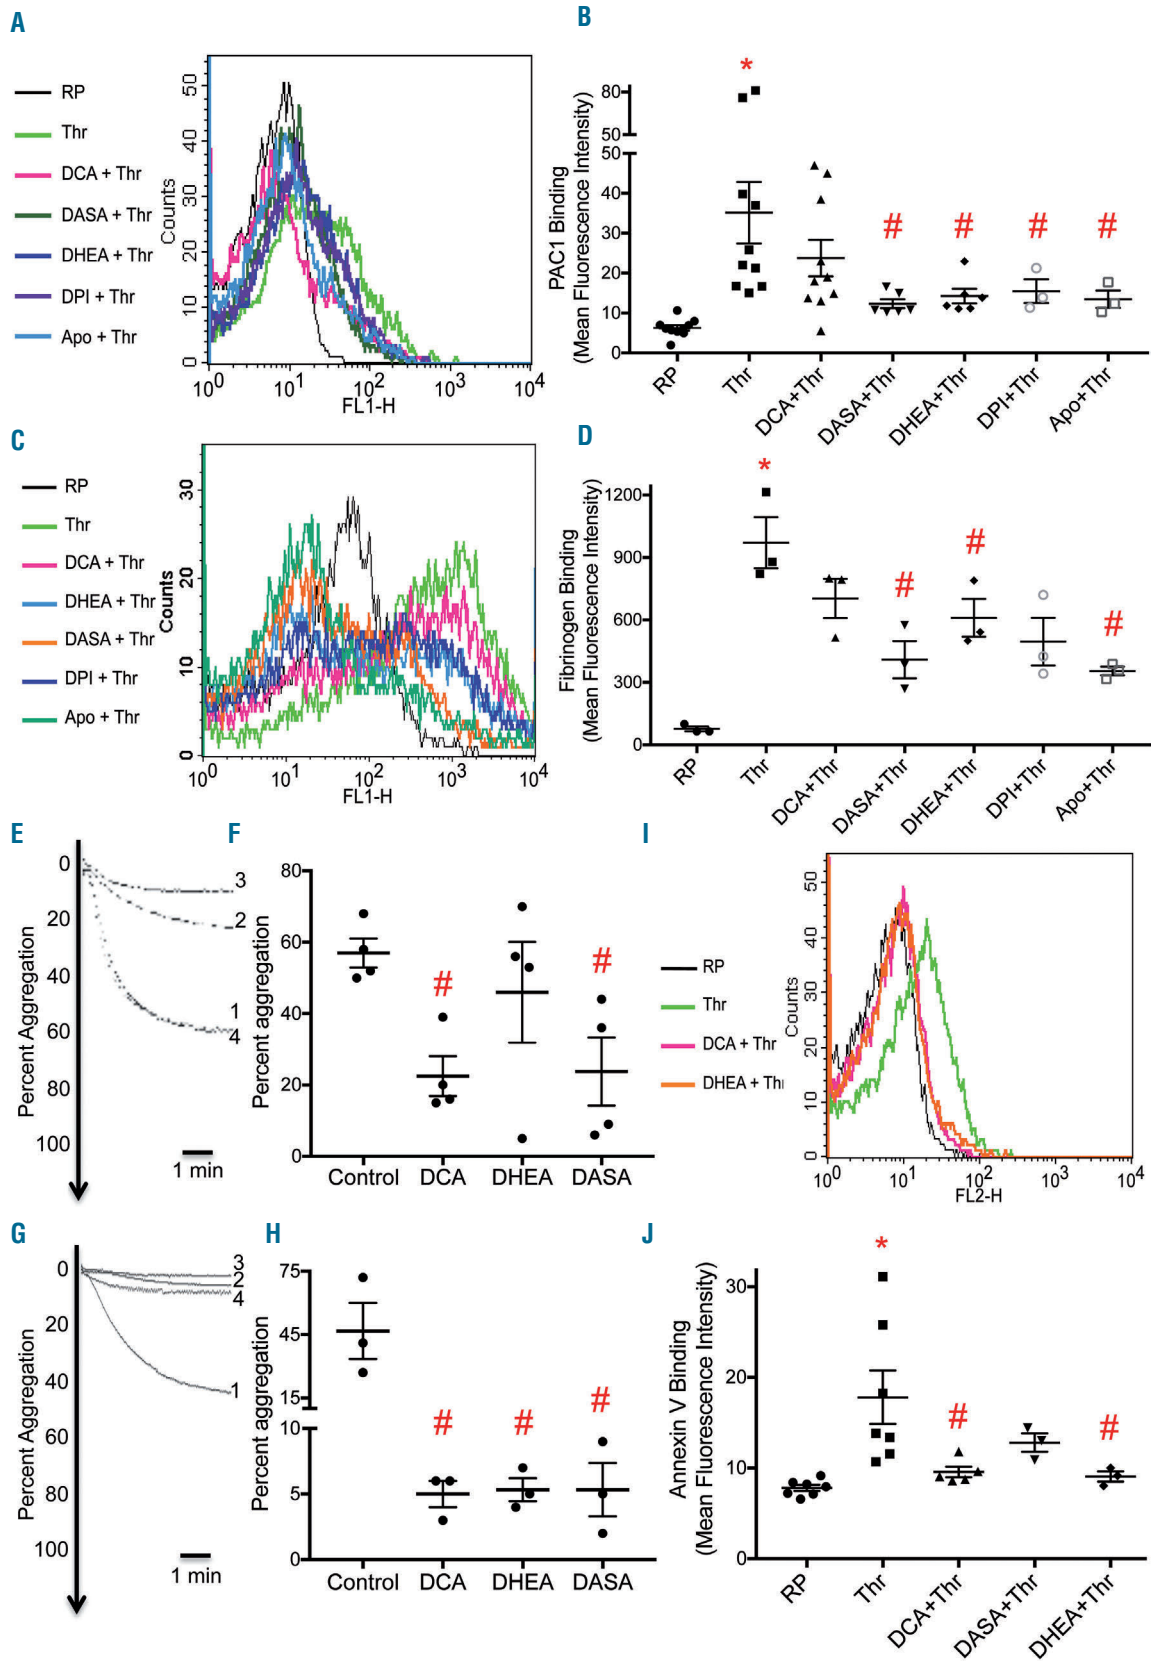 A
RP
Thr
DCA + Thr
DASA + Thr
DHEA + Thr
DPI + Thr
Apo + Thr
Counts
50
40
30
20
10
0
10^0 10^1 10^2 10^3 10^4
FL1-H
B
*
# # # #
PAC1 Binding
(Mean Fluorescence Intensity)
80
50
50
40
30
20
10
0
RP Thr DCA+Thr DASA+Thr DHEA+Thr DPI+Thr Apo+Thr
C
RP
Thr
DCA + Thr
DHEA + Thr
DASA + Thr
DPI + Thr
Apo + Thr
Counts
30
20
10
0
10^0 10^1 10^2 10^3 10^4
FL1-H
D
*
# # #
Fibrinogen Binding
(Mean Fluorescence Intensity)
1200
900
600
300
0
RP Thr DCA+Thr DASA+Thr DHEA+Thr DPI+Thr Apo+Thr
E
Percent Aggregation
0
20
40
60
80
100
3
2
1
4
1 min
F
Percent aggregation
80
60
40
20
0
# #
Control DCA DHEA DASA
I
RP
Thr
DCA + Thr
DHEA + Thr
Counts
50
40
30
20
10
0
10^0 10^1 10^2 10^3 10^4
FL2-H
G
Percent Aggregation
0
20
40
60
80
100
3
2
4
1
1 min
H
Percent aggregation
75
45
15
10
5
0
# # #
Control DCA DHEA DASA
J
*
# #
Annexin V Binding
(Mean Fluorescence Intensity)
30
20
10
0
RP Thr DCA+Thr DASA+Thr DHEA+Thr